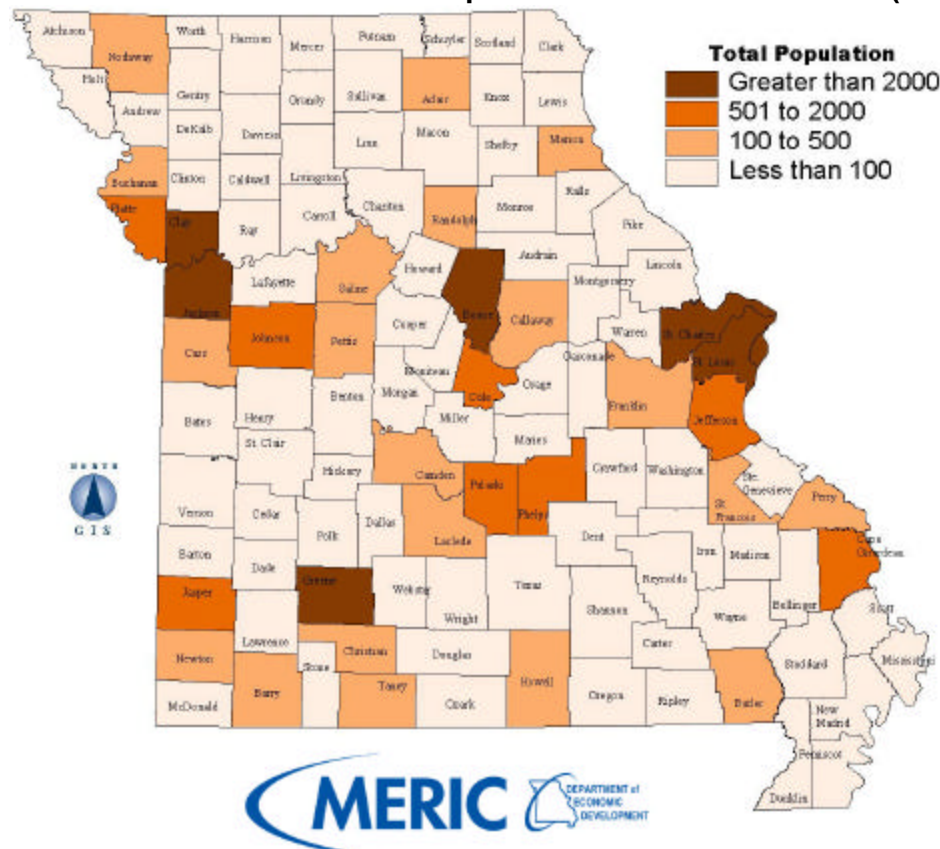 Total Population
Greater than 2000
501 to 2000
100 to 500
Less than 100
Atchison
Nodaway
Worth
Harrison
Mercer
Putnam
Schuyler
Scotland
Clark
Holt
Andrew
Gentry
Grundy
Sullivan
Adair
Knox
Lewis
DeKalb
Daviess
Linn
Macon
Shelby
Marion
Buchanan
Clinton
Caldwell
Livingston
Chariton
Randolph
Monroe
Ralls
Pike
Platte
Clay
Ray
Carroll
Saline
Howard
Audrain
Montgomery
Lincoln
Jackson
Lafayette
Johnson
Pettis
Cooper
Boone
Callaway
Warren
St. Charles
St. Louis
Cass
Moniteau
Cole
Osage
Gasconade
Franklin
Jefferson
Bates
Henry
Benton
Morgan
Miller
Maries
St. Clair
Hickory
Camden
Pulaski
Phelps
Crawford
Washington
Ste.
Genevieve
St.
Francois
Perry
NORTH
GIS
Vernon
Cedar
Polk
Dallas
Laclede
Dent
Iron
Madison
Cape
Girardeau
Barton
Dade
Greene
Webster
Wright
Texas
Reynolds
Bollinger
Scott
Jasper
Lawrence
Shannon
Wayne
Newton
Stone
Christian
Douglas
Howell
Carter
Stoddard
Mississippi
McDonald
Barry
Taney
Ozark
Oregon
Ripley
Butler
New
Madrid
Pemiscot
Dunklin
MERIC
DEPARTMENT of
ECONOMIC
DEVELOPMENT